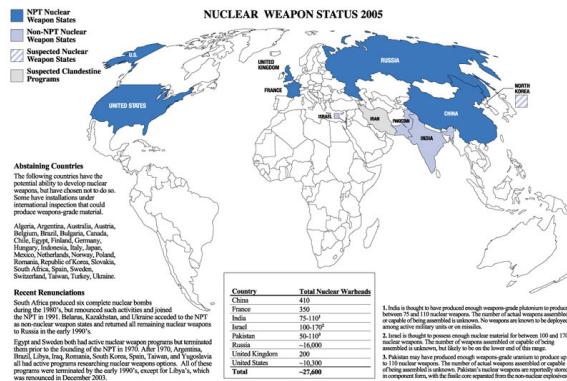 NUCLEAR WEAPON STATUS 2005
NPT Nuclear
Weapon States
Non-NPT Nuclear
Weapon States
Suspected Nuclear
Weapon States
Suspected Clandestine
Programs
U.S.
UNITED STATES
UNITED
KINGDOM
FRANCE
RUSSIA
CHINA
NORTH
KOREA
ISRAEL
IRAN
PAKISTAN
INDIA
Abstaining Countries
The following countries have the
potential ability to develop nuclear
weapons, but have chosen not to do so.
Some have installations under
international inspection that could
produce weapons-grade material.
Algeria, Argentina, Australia, Austria,
Belgium, Brazil, Bulgaria, Canada,
Chile, Egypt, Finland, Germany,
Hungary, Indonesia, Italy, Japan,
Mexico, Netherlands, Norway, Poland,
Romania, Republic of Korea, Slovakia,
South Africa, Spain, Sweden,
Switzerland, Taiwan, Turkey, Ukraine.
Recent Renunciations
South Africa produced six complete nuclear bombs
during the 1980's, but renounced such activities and joined
the NPT in 1991. Belarus, Kazakhstan, and Ukraine acceded to the NPT
as non-nuclear weapon states and returned all remaining nuclear weapons
to Russia in the early 1990's.
Egypt and Sweden both had active nuclear weapon programs but terminated
them prior to the founding of the NPT in 1970. After 1970, Argentina,
Brazil, Libya, Iraq, Romania, South Korea, Spain, Taiwan, and Yugoslavia
all had active programs researching nuclear weapons options. All of these
programs were terminated by the early 1990's, except for Libya's, which
was renounced in December 2003.
Country Total Nuclear Warheads
China 410
France 350
India 75-110¹
Israel 100-170²
Pakistan 50-110³
Russia ~16,000
United Kingdom 200
United States ~10,300
Total ~27,600
1. India is thought to have produced enough weapons-grade plutonium to produce
between 75 and 110 nuclear weapons. The number of actual weapons assembled
or capable of being assembled is unknown. No weapons are known to be deployed
among active military units or on missiles.
2. Israel is thought to possess enough nuclear material for between 100 and 170
nuclear weapons. The number of weapons assembled or capable of being
assembled is unknown, but likely to be on the lower end of this range.
3. Pakistan may have produced enough weapons-grade uranium to produce up
to 110 nuclear weapons. The number of actual weapons assembled or capable
of being assembled is unknown. Pakistan's nuclear weapons are reportedly stored
in component form, with the fissile core separated from the non-nuclear explosives.